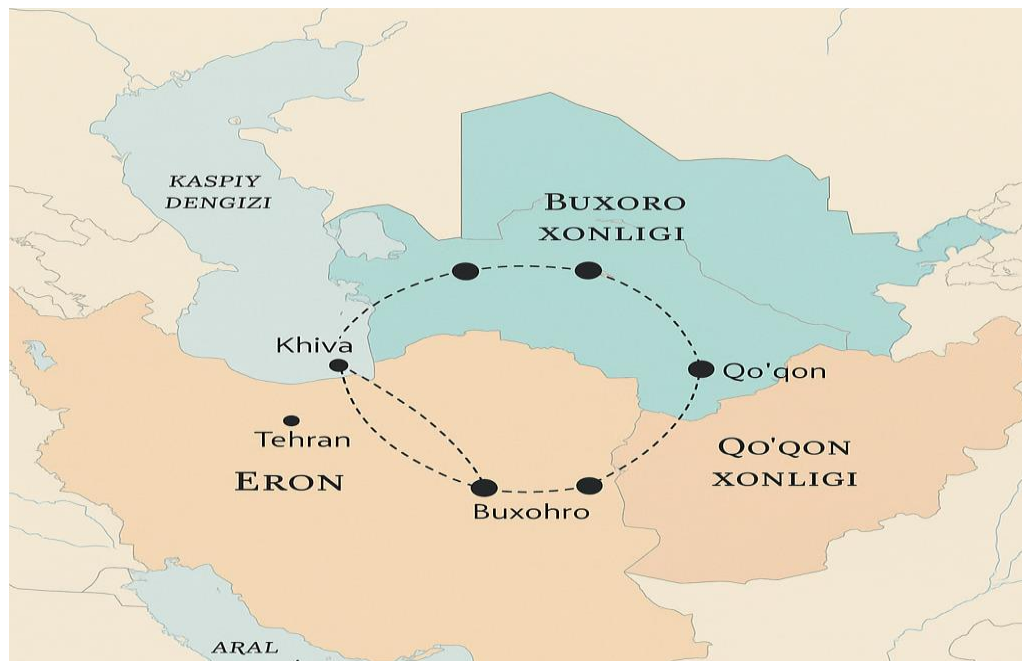 KASPIY
DENGIZI
BUXORO
XONLIGI
Khiva
Qo'qon
Tehran
QO'QON
XONLIGI
ERON
Buxohro
ARAL